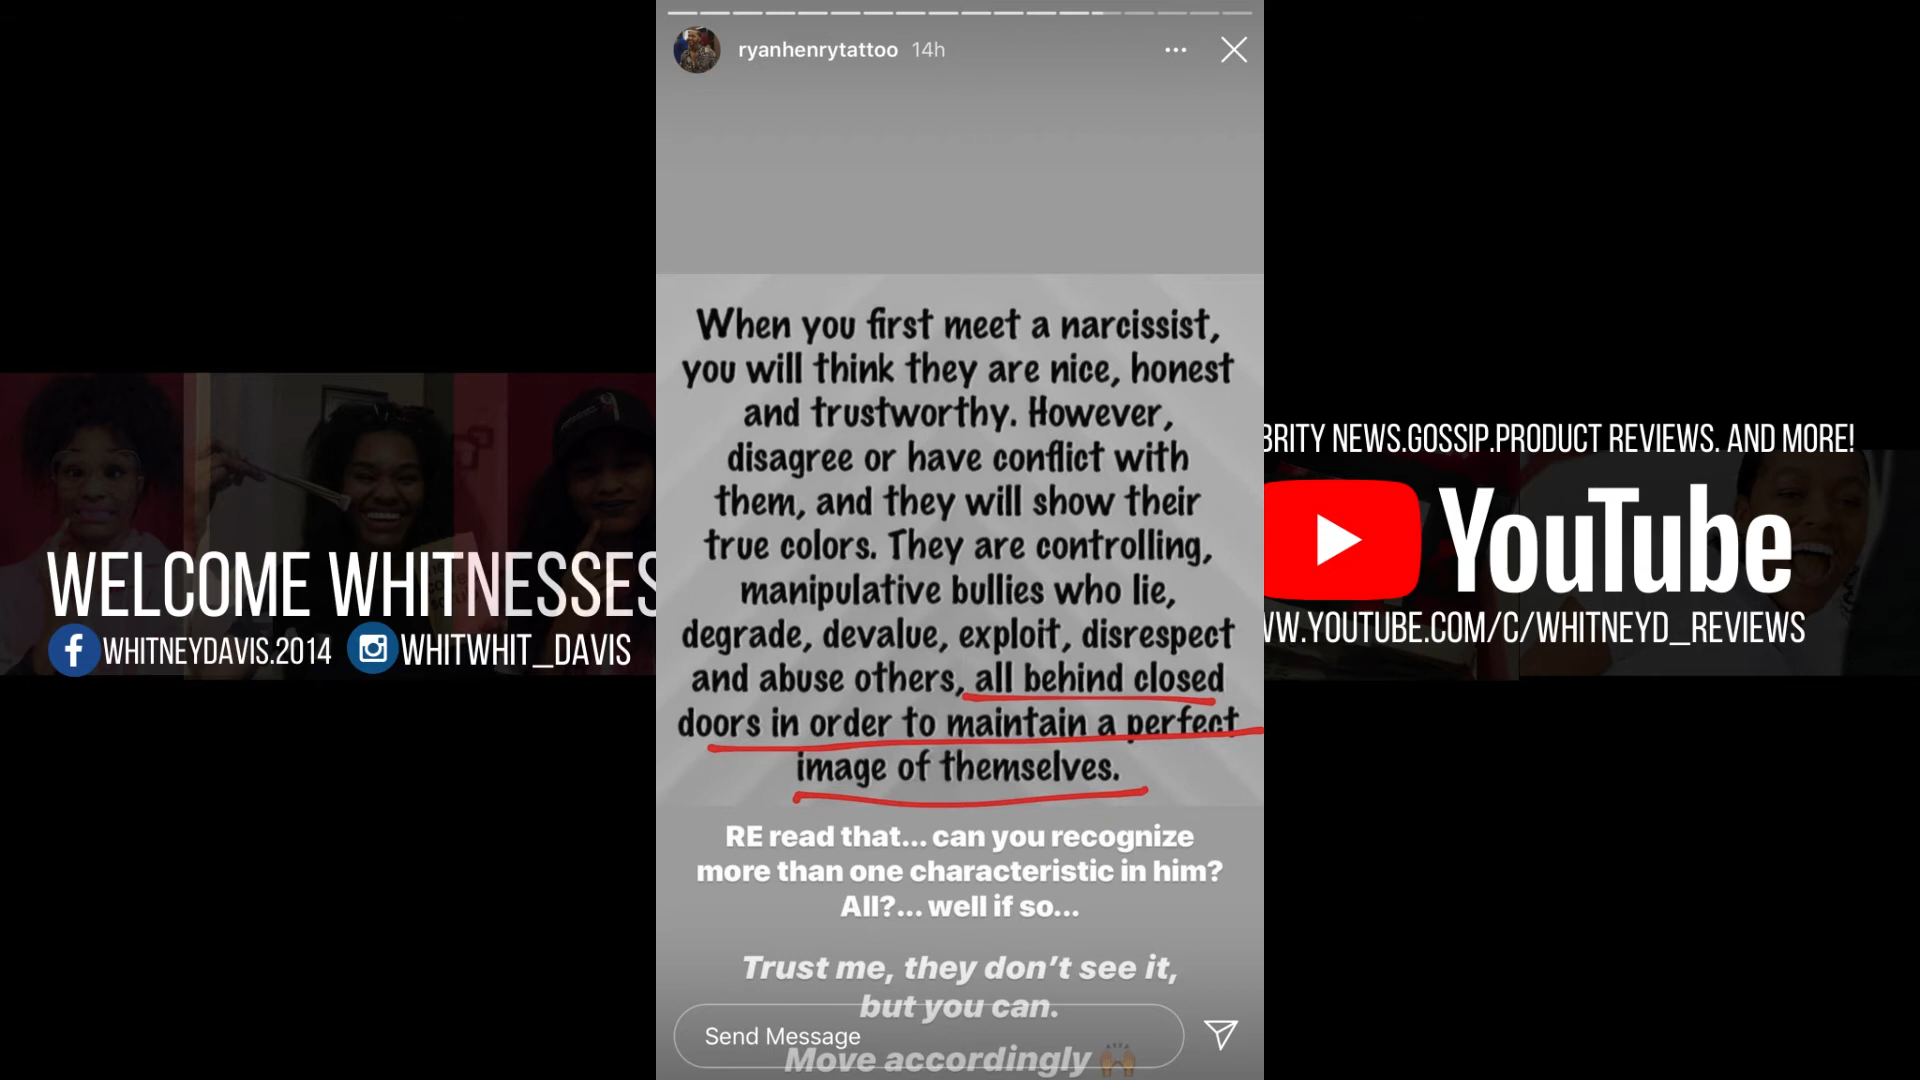 ryanhenrytattoo 14h
When you first meet a narcissist,
you will think they are nice, honest
and trustworthy. However,
disagree or have conflict with
them, and they will show their
true colors. They are controlling,
manipulative bullies who lie,
degrade, devalue, exploit, disrespect
and abuse others, all behind closed
doors in order to maintain a perfect
image of themselves.
RE read that... can you recognize
more than one characteristic in him?
All?... well if so...
Trust me, they don't see it,
but you can.
Send Message
Move accordingly 🙌🏽
WELCOME WHITNESSES
WHITNEYDAVIS.2014 WHITWHIT_DAVIS
BRITY NEWS.GOSSIP.PRODUCT REVIEWS. AND MORE!
YouTube
WW.YOUTUBE.COM/C/WHITNEYD_REVIEWS